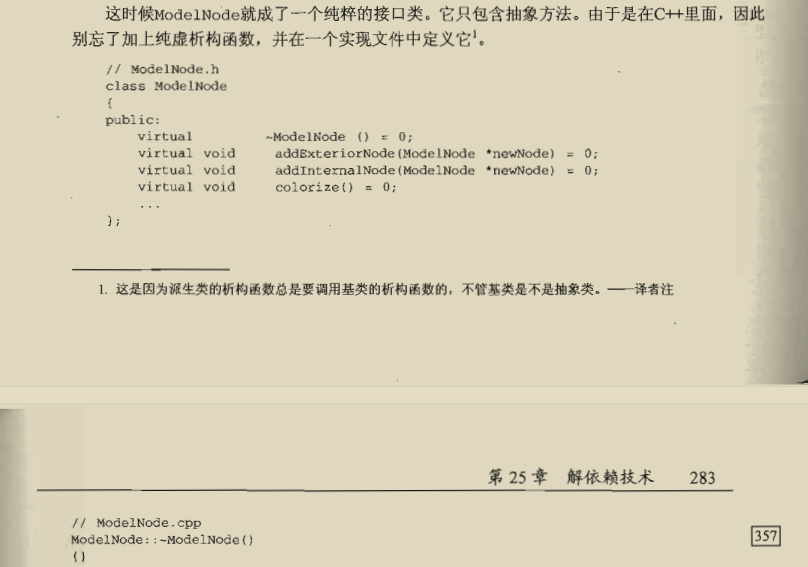 这时候ModelNode就成了一个纯粹的接口类。它只包含抽象方法。由于是在C++里面，因此
别忘了加上纯虚析构函数，并在一个实现文件中定义它¹。
// ModelNode.h
class ModelNode
{
public:
virtual ~ModelNode () = 0;
virtual void addExteriorNode(ModelNode *newNode) = 0;
virtual void addInternalNode(ModelNode *newNode) = 0;
virtual void colorize() = 0;
...
};
1. 这是因为派生类的析构函数总是要调用基类的析构函数的，不管基类是不是抽象类。——译者注
第 25 章 解依赖技术 283
// ModelNode.cpp
ModelNode::~ModelNode()
{}
357